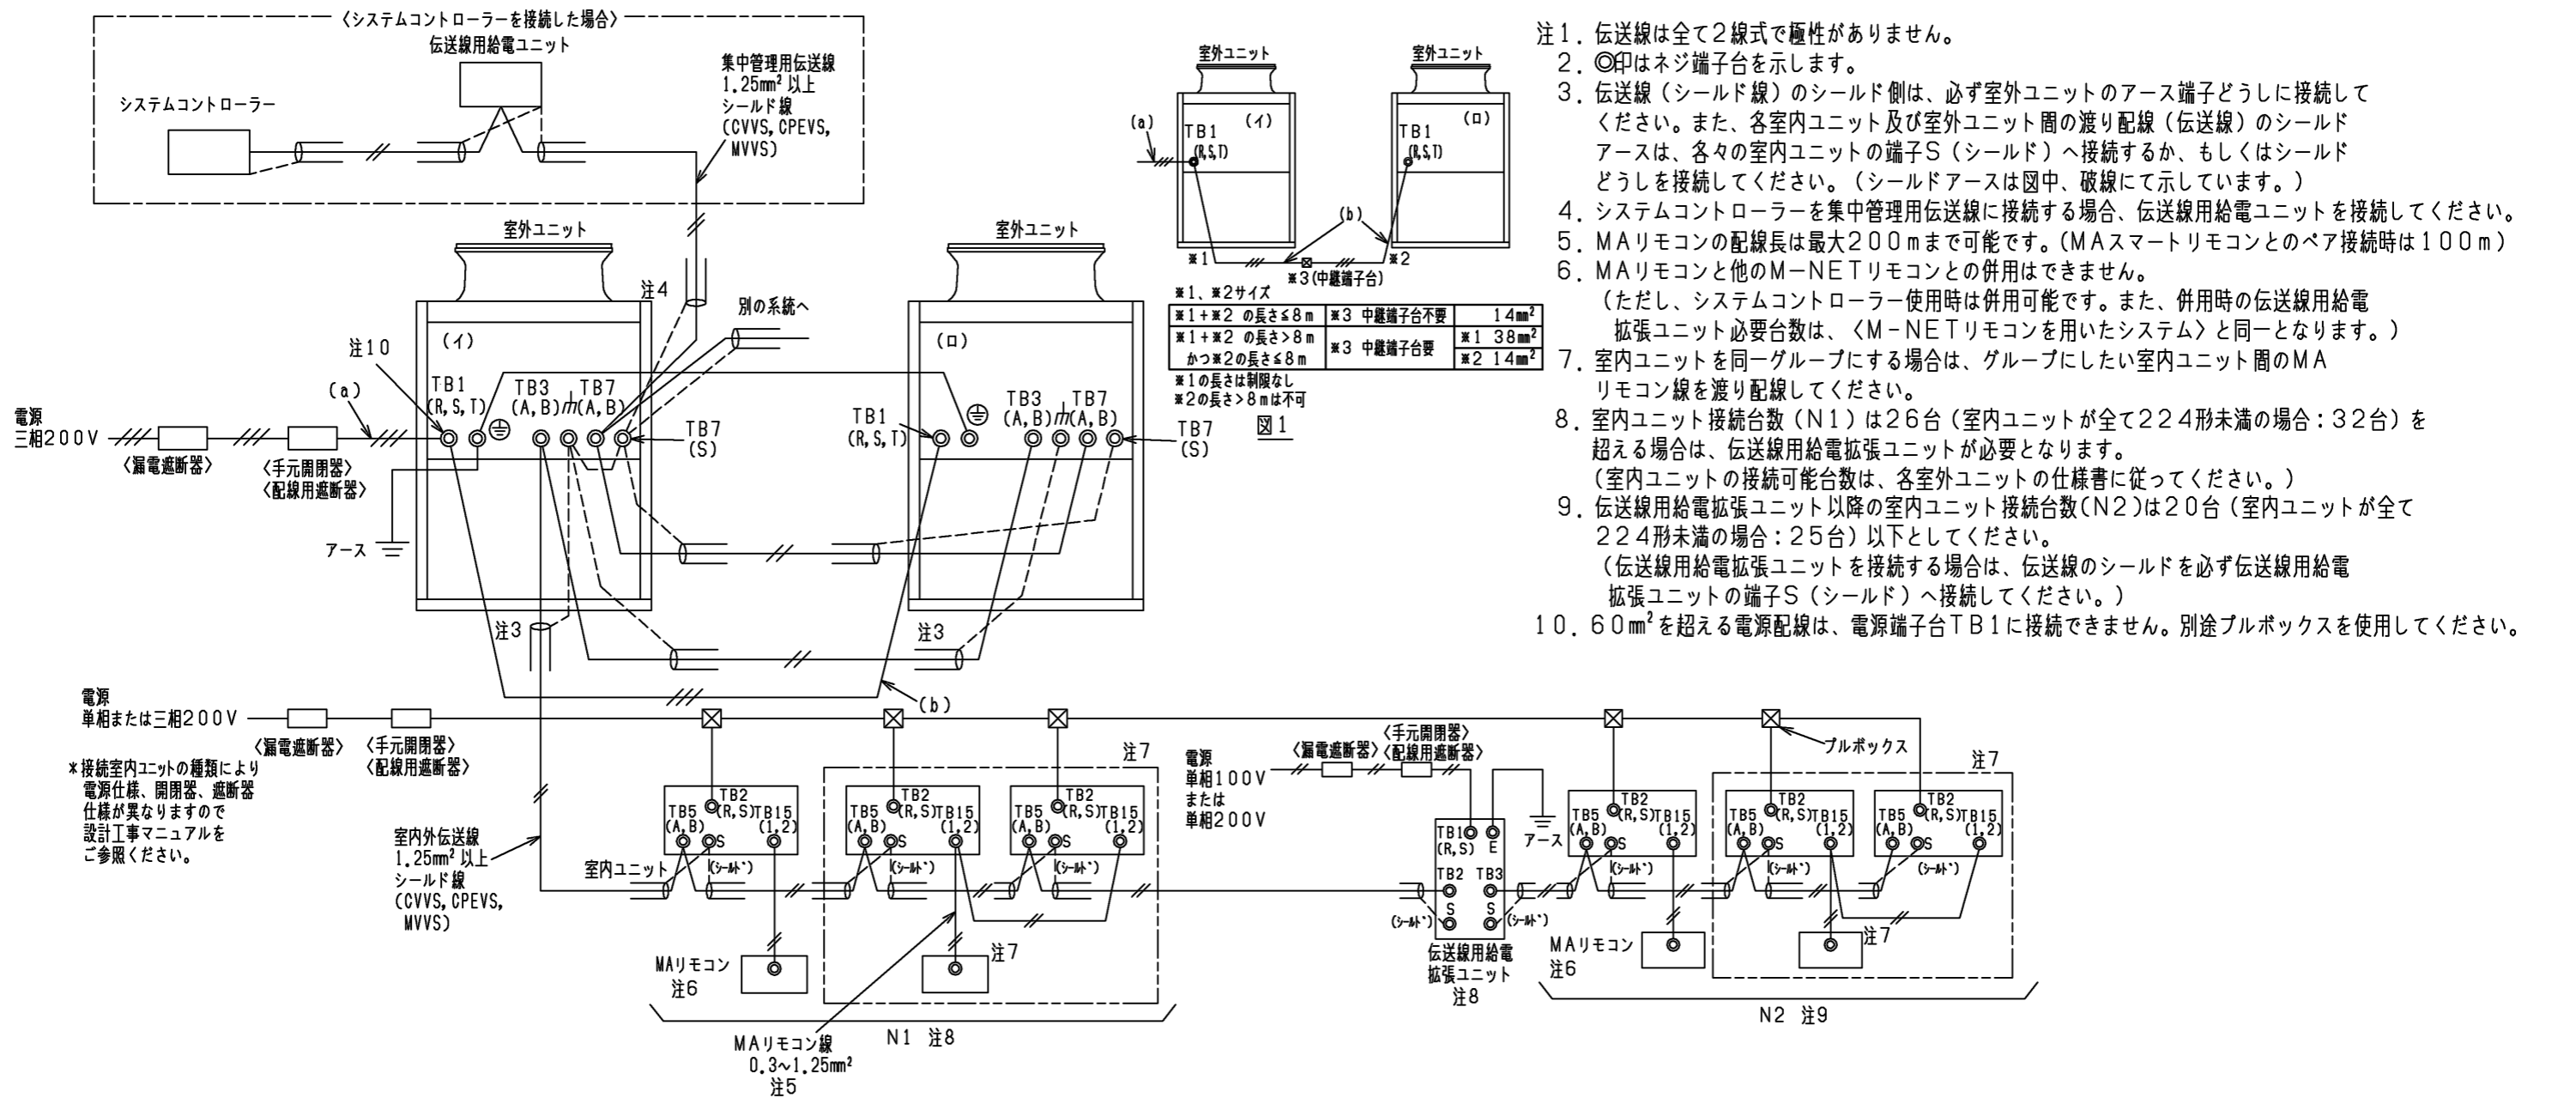 〈システムコントローラーを接続した場合〉
伝送線用給電ユニット
システムコントローラー
集中管理用伝送線
1.25mm²以上
シールド線
(CVVS,CPEVS,
MVVS)
室外ユニット
(イ)
注4
別の系統へ
注10
(a)
TB1
(R,S,T)
TB3
(A,B)
TB7
(A,B)
TB7
(S)
電源
三相200V
〈漏電遮断器〉
〈手元開閉器〉
〈配線用遮断器〉
アース
注3
室外ユニット
(ロ)
TB1
(R,S,T)
TB3
(A,B)
TB7
(A,B)
TB7
(S)
注3
(b)
室外ユニット
室外ユニット
(a)
TB1
(R,S,T)
(イ)
TB1
(R,S,T)
(ロ)
(b)
※1
※2
※3(中継端子台)
※1、※2サイズ
※1+※2 の長さ≦8m ※3 中継端子台不要 14mm²
※1+※2 の長さ>8m
かつ※2の長さ≦8m
※3 中継端子台要
※1 38mm²
※2 14mm²
※1の長さは制限なし
※2の長さ>8mは不可
図1
注1. 伝送線は全て2線式で極性がありません。
2. ◎印はネジ端子台を示します。
3. 伝送線(シールド線)のシールド側は、必ず室外ユニットのアース端子どうしに接続して
ください。また、各室内ユニット及び室外ユニット間の渡り配線(伝送線)のシールド
アースは、各々の室内ユニットの端子S(シールド)へ接続するか、もしくはシールド
どうしを接続してください。(シールドアースは図中、破線にて示しています。)
4. システムコントローラーを集中管理用伝送線に接続する場合、伝送線用給電ユニットを接続してください。
5. MAリモコンの配線長は最大200mまで可能です。(MAスマートリモコンとのペア接続時は100m)
6. MAリモコンと他のM-NETリモコンとの併用はできません。
(ただし、システムコントローラー使用時は併用可能です。また、併用時の伝送線用給電
拡張ユニット必要台数は、〈M-NETリモコンを用いたシステム〉と同一となります。)
7. 室内ユニットを同一グループにする場合は、グループにしたい室内ユニット間のMA
リモコン線を渡り配線してください。
8. 室内ユニット接続台数(N1)は26台(室内ユニットが全て224形未満の場合:32台)を
超える場合は、伝送線用給電拡張ユニットが必要となります。
(室内ユニットの接続可能台数は、各室外ユニットの仕様書に従ってください。)
9. 伝送線用給電拡張ユニット以降の室内ユニット接続台数(N2)は20台(室内ユニットが全て
224形未満の場合:25台)以下としてください。
(伝送線用給電拡張ユニットを接続する場合は、伝送線のシールドを必ず伝送線用給電
拡張ユニットの端子S(シールド)へ接続してください。)
10. 60mm²を超える電源配線は、電源端子台TB1に接続できません。別途プルボックスを使用してください。
電源
単相または三相200V
〈漏電遮断器〉
〈手元開閉器〉
〈配線用遮断器〉
*接続室内ユニットの種類により
電源仕様、開閉器、遮断器
仕様が異なりますので
設計工事マニュアルを
ご参照ください。
室内外伝送線
1.25mm²以上
シールド線
(CVVS,CPEVS,
MVVS)
室内ユニット
TB5
(A,B)
TB2
(R,S)
TB15
(1,2)
S
(シールド)
MAリモコン
注6
注7
TB5
(A,B)
TB2
(R,S)
TB15
(1,2)
S
(シールド)
注7
TB5
(A,B)
TB2
(R,S)
TB15
(1,2)
S
(シールド)
N1 注8
MAリモコン線
0.3~1.25mm²
注5
電源
単相100V
または
単相200V
〈漏電遮断器〉
〈手元開閉器〉
〈配線用遮断器〉
アース
TB1
(R,S)
E
TB2
TB3
S
S
(シールド)
(シールド)
伝送線用給電
拡張ユニット
注8
プルボックス
TB5
(A,B)
TB2
(R,S)
TB15
(1,2)
S
(シールド)
MAリモコン
注6
注7
TB5
(A,B)
TB2
(R,S)
TB15
(1,2)
S
(シールド)
注7
TB5
(A,B)
TB2
(R,S)
TB15
(1,2)
S
(シールド)
N2 注9